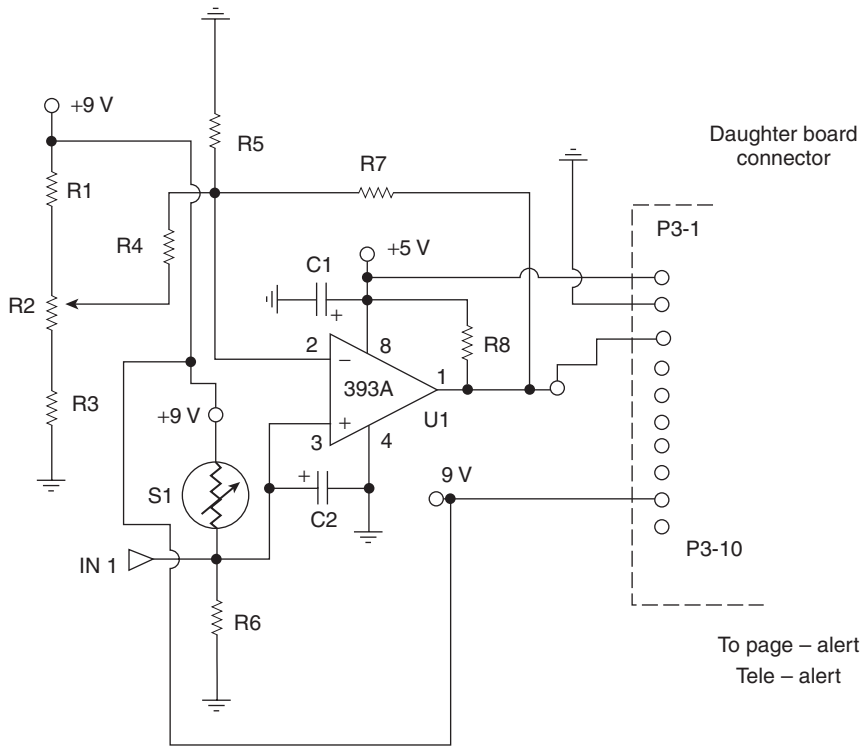 +9 V
R5
Daughter board
connector
R1
R7
P3-1
R4
+5 V
C1
R2
+
8
R8
2
−
1
393A
R3
+9 V
+
U1
3
4
+
9 V
S1
C2
P3-10
IN 1
R6
To page – alert
Tele – alert